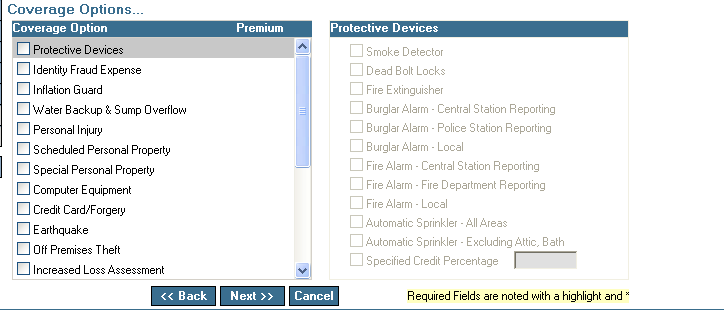 Coverage Options...
Coverage Option Premium
Protective Devices
Identity Fraud Expense
Inflation Guard
Water Backup & Sump Overflow
Personal Injury
Scheduled Personal Property
Special Personal Property
Computer Equipment
Credit Card/Forgery
Earthquake
Off Premises Theft
Increased Loss Assessment
Protective Devices
Smoke Detector
Dead Bolt Locks
Fire Extinguisher
Burglar Alarm - Central Station Reporting
Burglar Alarm - Police Station Reporting
Burglar Alarm - Local
Fire Alarm - Central Station Reporting
Fire Alarm - Fire Department Reporting
Fire Alarm - Local
Automatic Sprinkler - All Areas
Automatic Sprinkler - Excluding Attic, Bath
Specified Credit Percentage
<< Back Next >> Cancel
Required Fields are noted with a highlight and *